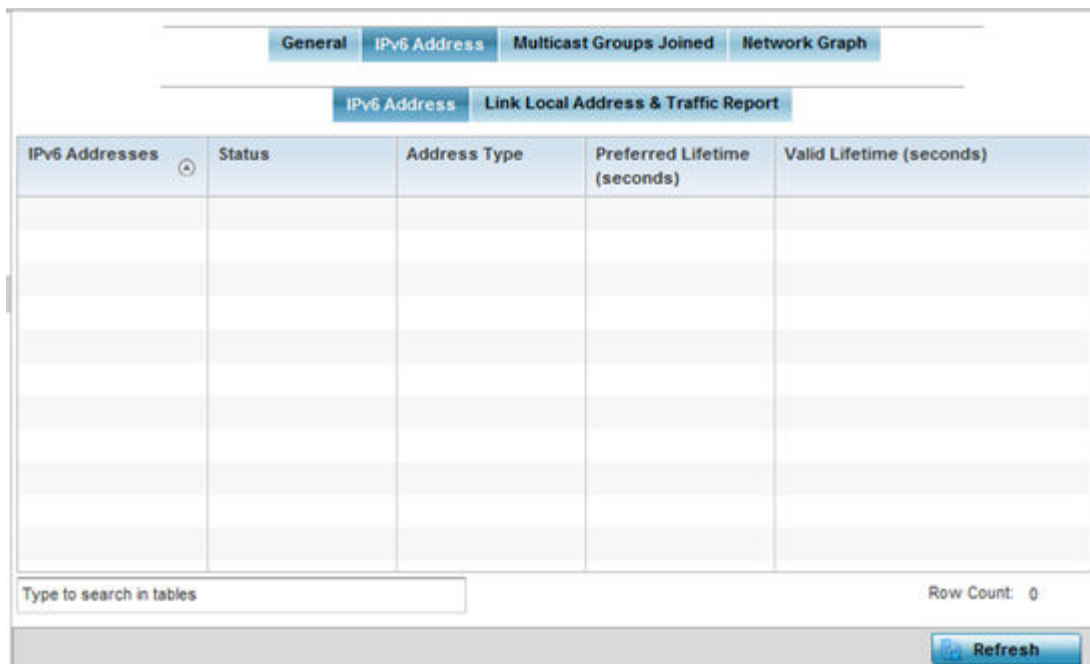 General IPv6 Address Multicast Groups Joined Network Graph
IPv6 Address Link Local Address & Traffic Report
IPv6 Addresses Status Address Type Preferred Lifetime (seconds) Valid Lifetime (seconds)
Type to search in tables Row Count: 0
Refresh